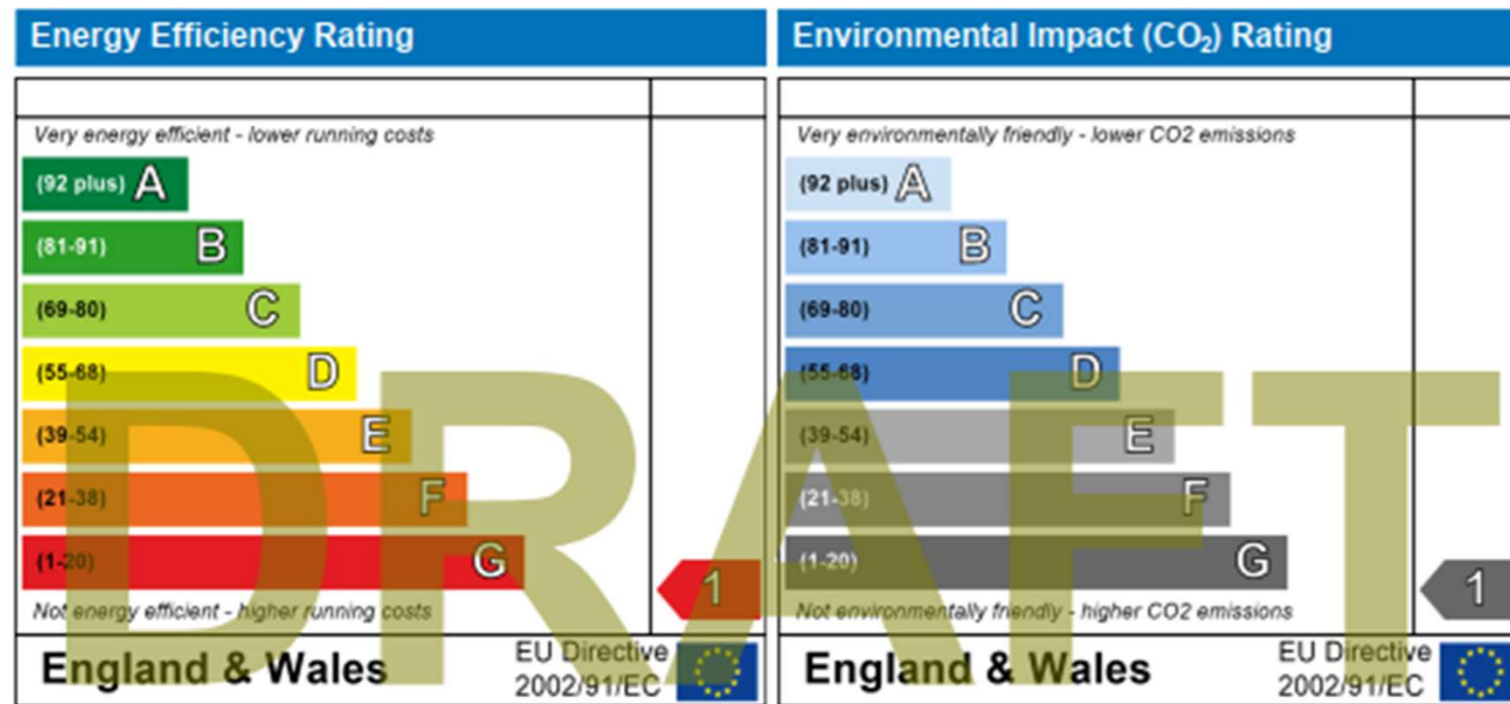 Energy Efficiency Rating
Very energy efficient - lower running costs
(92 plus) A
(81-91) B
(69-80) C
(55-68) D
(39-54) E
(21-38) F
(1-20) G
1
Not energy efficient - higher running costs
England & Wales
EU Directive
2002/91/EC
Environmental Impact (CO₂) Rating
Very environmentally friendly - lower CO2 emissions
(92 plus) A
(81-91) B
(69-80) C
(55-68) D
(39-54) E
(21-38) F
(1-20) G
1
Not environmentally friendly - higher CO2 emissions
England & Wales
EU Directive
2002/91/EC
DRAFT